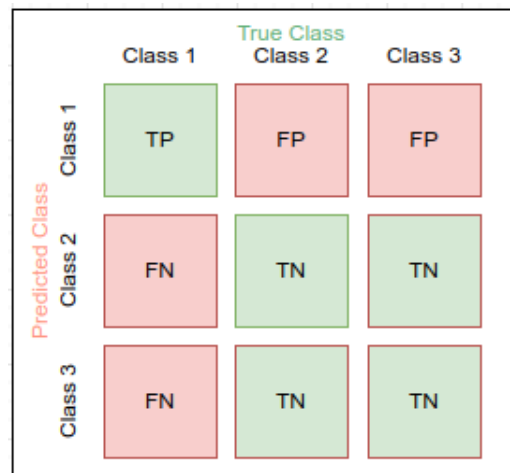 True Class
Class 1 Class 2 Class 3
Predicted Class
Class 1 TP FP FP
Class 2 FN TN TN
Class 3 FN TN TN